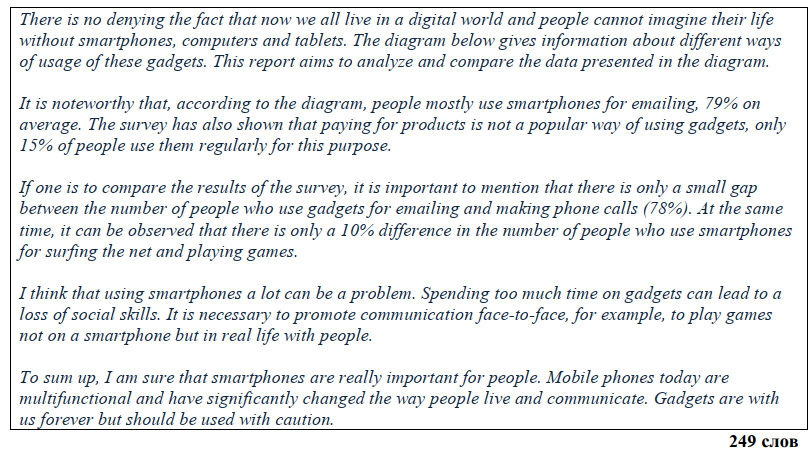 There is no denying the fact that now we all live in a digital world and people cannot imagine their life
without smartphones, computers and tablets. The diagram below gives information about different ways
of usage of these gadgets. This report aims to analyze and compare the data presented in the diagram.
It is noteworthy that, according to the diagram, people mostly use smartphones for emailing, 79% on
average. The survey has also shown that paying for products is not a popular way of using gadgets, only
15% of people use them regularly for this purpose.
If one is to compare the results of the survey, it is important to mention that there is only a small gap
between the number of people who use gadgets for emailing and making phone calls (78%). At the same
time, it can be observed that there is only a 10% difference in the number of people who use smartphones
for surfing the net and playing games.
I think that using smartphones a lot can be a problem. Spending too much time on gadgets can lead to a
loss of social skills. It is necessary to promote communication face-to-face, for example, to play games
not on a smartphone but in real life with people.
To sum up, I am sure that smartphones are really important for people. Mobile phones today are
multifunctional and have significantly changed the way people live and communicate. Gadgets are with
us forever but should be used with caution.
249 слов